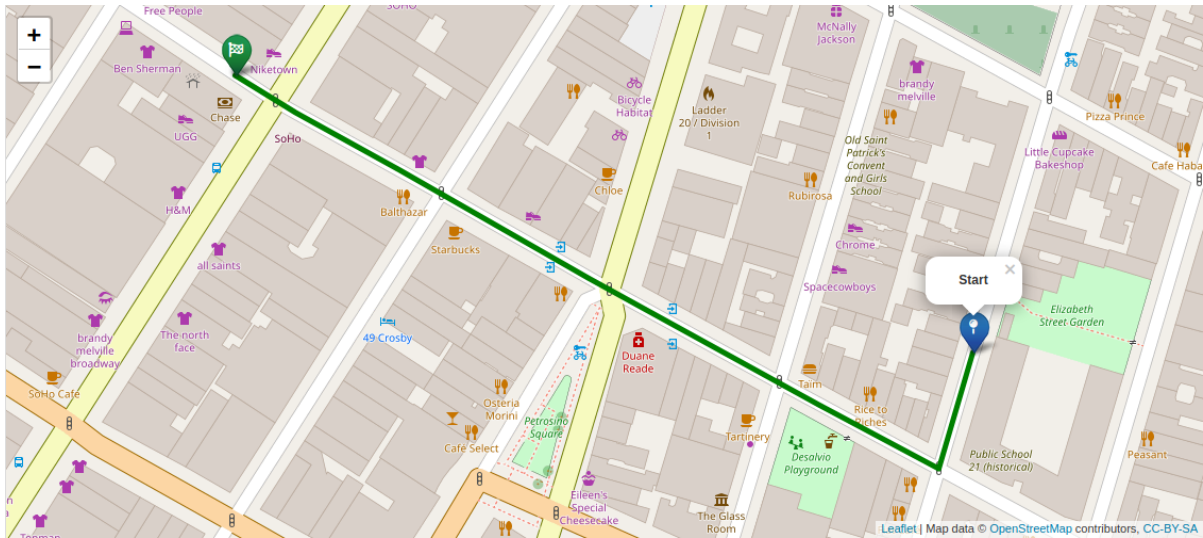 SOHO
Free People
+
−
Ben Sherman
Niketown
Chase
UGG
SoHo
H&M
all saints
brandy
melville
broadway
The north
face
SoHo Cafe
Topman
Balthazar
Starbucks
49 Crosby
Osteria
Morini
Cafe Select
Petrosino
Square
Eileen's
Special
Cheesecake
Bicycle
Habitat
Chloe
Duane
Reade
McNally
Jackson
Ladder
20 / Division
1
brandy
melville
Old Saint
Patrick's
Convent
and Girls
School
Rubirosa
Chrome
Spacecowboys
Pizza Prince
Little Cupcake
Bakeshop
Cafe Haba
Start
×
Elizabeth
Street Garden
Taim
Rice to
Riches
Tartinery
Desalvio
Playground
The Glass
Room
Public School
21 (historical)
Peasant
Leaflet | Map data © OpenStreetMap contributors, CC-BY-SA